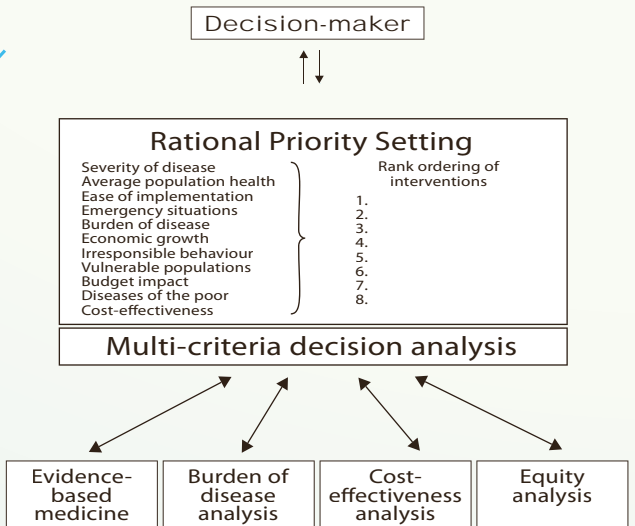 Decision-maker
Rational Priority Setting
Severity of disease
Average population health
Ease of implementation
Emergency situations
Burden of disease
Economic growth
Irresponsible behaviour
Vulnerable populations
Budget impact
Diseases of the poor
Cost-effectiveness
Rank ordering of
interventions
1.
2.
3.
4.
5.
6.
7.
8.
Multi-criteria decision analysis
Evidence-
based
medicine
Burden of
disease
analysis
Cost-
effectiveness
analysis
Equity
analysis